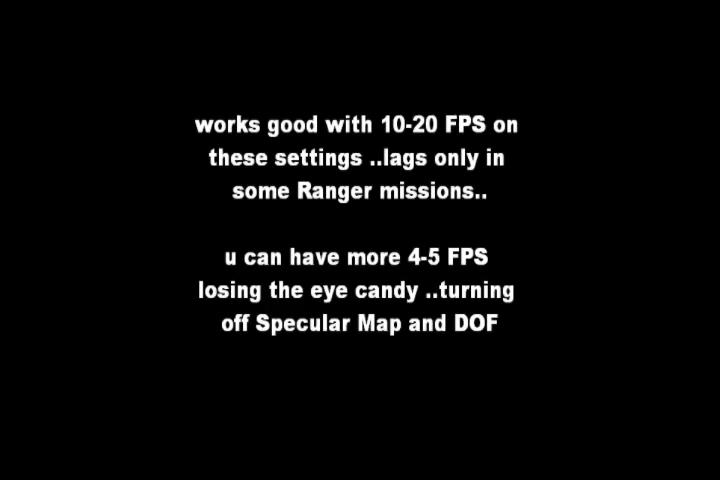 works good with 10-20 FPS on
these settings ..lags only in
some Ranger missions..
u can have more 4-5 FPS
losing the eye candy ..turning
off Specular Map and DOF